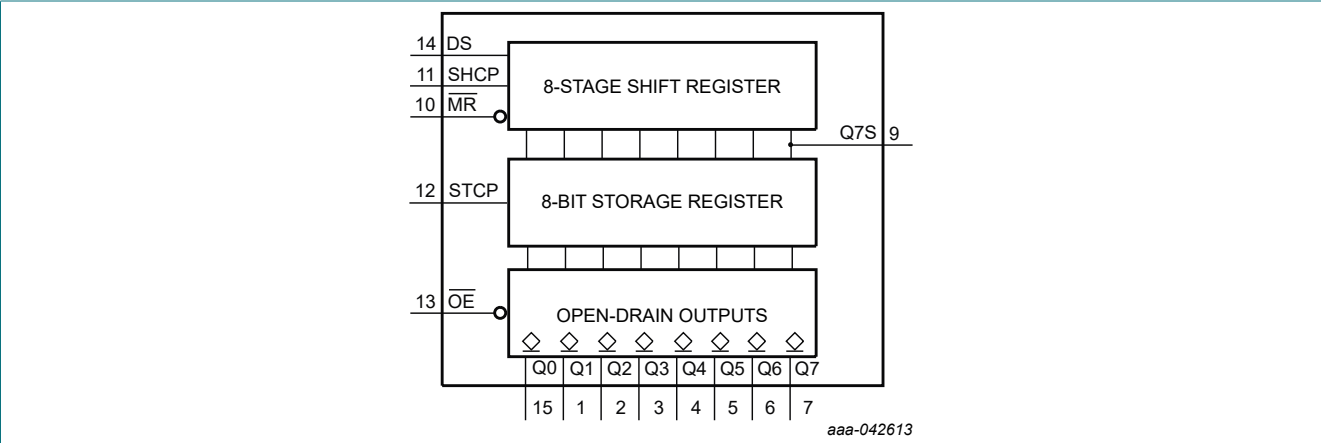 14 DS
11 SHCP
8-STAGE SHIFT REGISTER
10 M̅R̅
Q7S 9
12 STCP
8-BIT STORAGE REGISTER
13 O̅E̅
OPEN-DRAIN OUTPUTS
Q0 Q1 Q2 Q3 Q4 Q5 Q6 Q7
15 1 2 3 4 5 6 7
aaa-042613